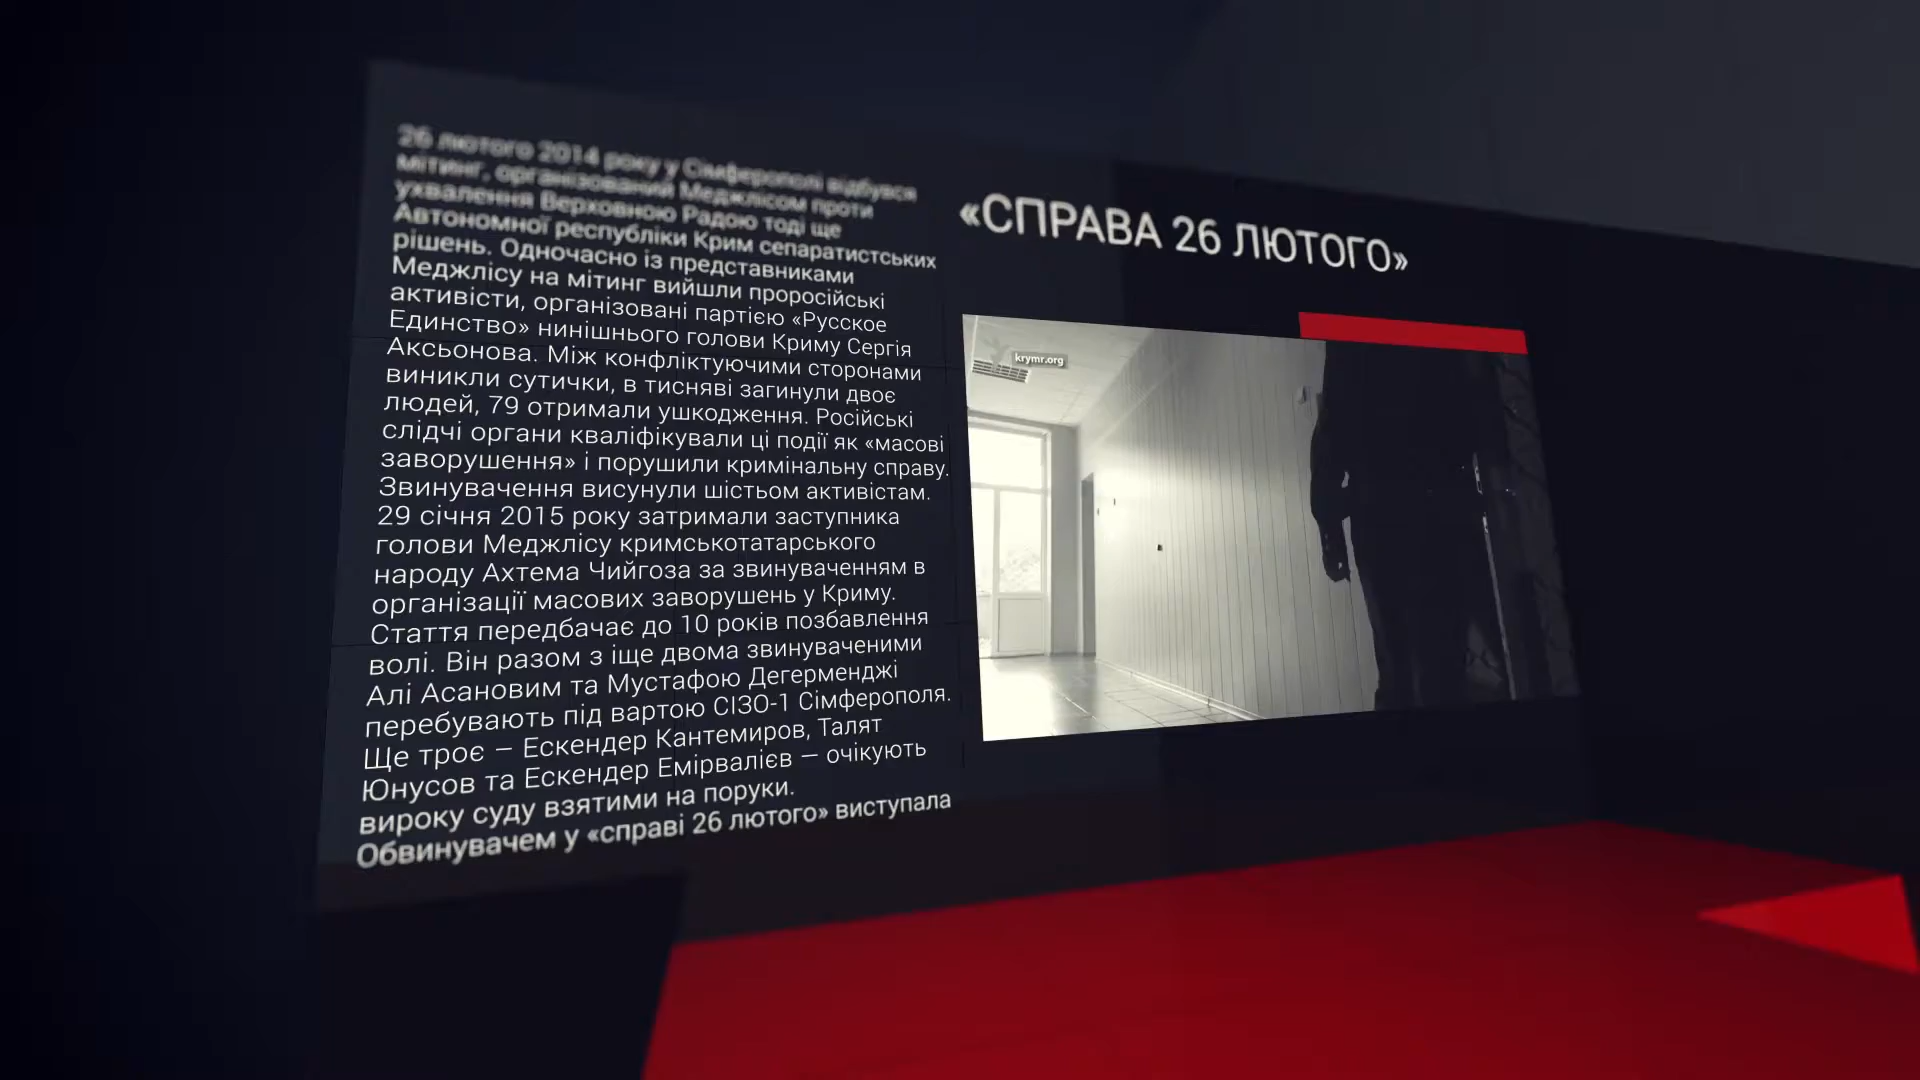 26 лютого 2014 року у Сімферополі відбувся
мітинг, організований Меджлісом проти
ухвалення Верховною Радою тоді ще
Автономної республіки Крим сепаратистських
рішень. Одночасно із представниками
Меджлісу на мітинг вийшли проросійські
активісти, організовані партією «Русское
Единство» нинішнього голови Криму Сергія
Аксьонова. Між конфліктуючими сторонами
виникли сутички, в тисняві загинули двоє
людей, 79 отримали ушкодження. Російські
слідчі органи кваліфікували ці події як «масові
заворушення» і порушили кримінальну справу.
Звинувачення висунули шістьом активістам.
29 січня 2015 року затримали заступника
голови Меджлісу кримськотатарського
народу Ахтема Чийгоза за звинуваченням в
організації масових заворушень у Криму.
Стаття передбачає до 10 років позбавлення
волі. Він разом з іще двома звинуваченими
Алі Асановим та Мустафою Дегерменджі
перебувають під вартою СІЗО-1 Сімферополя.
Ще троє – Ескендер Кантемиров, Талят
Юнусов та Ескендер Емірвалієв – очікують
вироку суду взятими на поруки.
Обвинувачем у «справі 26 лютого» виступала
«СПРАВА 26 ЛЮТОГО»
krymr.org